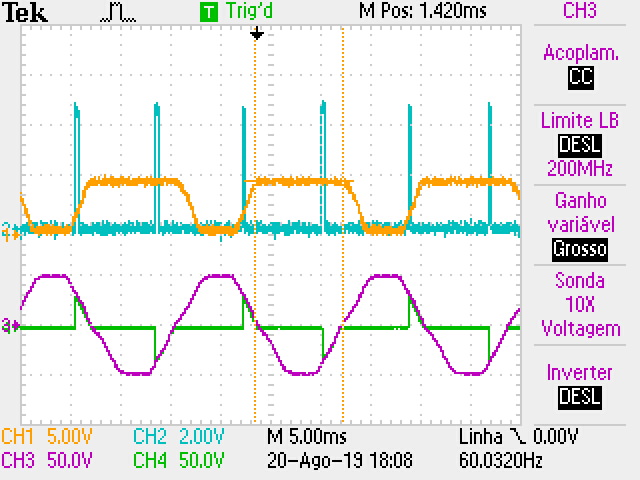 Tek T Trig'd M Pos: 1.420ms CH3
Acoplam.
CC
Limite LB
DESL
200MHz
Ganho
variável
Grosso
Sonda
10X
Voltagem
Inverter
DESL
3
CH1 5.00V CH2 2.00V M 5.00ms Linha 0.00V
CH3 50.0V CH4 50.0V 20-Ago-19 18:08 60.0320Hz